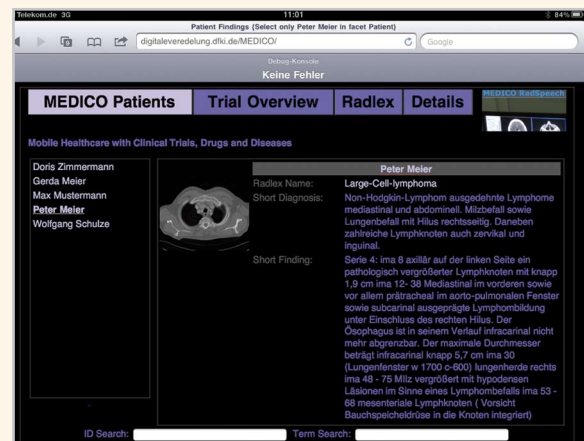 Telekom.de 3G 11:01 84%
Patient Findings (Select only Peter Meier in facet Patient)
digitaleveredelung.dfki.de/MEDICO/
Google
Debug-Konsole
Keine Fehler
MEDICO Patients Trial Overview Radlex Details
MEDICO RadSpeech
Mobile Healthcare with Clinical Trials, Drugs and Diseases
Doris Zimmermann
Gerda Meier
Max Mustermann
Peter Meier
Wolfgang Schulze
Peter Meier
Radlex Name: Large-Cell-lymphoma
Short Diagnosis: Non-Hodgkin-Lymphom ausgedehnte Lymphome
mediastinal und abdominell. Milzbefall sowie
Lungenbefall mit Hilus rechtsseitig. Daneben
zahlreiche Lymphknoten auch zervikal und
inguinal.
Short Finding: Serie 4: ima 8 axillär auf der linken Seite ein
pathologisch vergrößerter Lymphknoten mit knapp
1,9 cm ima 12- 38 Mediastinal im vorderen sowie
vor allem prätracheal im aorto-pulmonalen Fenster
sowie subcarinal ausgeprägte Lymphombildung
unter Einschluss des rechten Hilus. Der
Ösophagus ist in seinem Verlauf infracarinal nicht
mehr abgrenzbar. Der maximale Durchmesser
beträgt infracarinal knapp 5,7 cm ima 30
(Lungenfenster w 1700 c-600) lungenherde rechts
ima 48 - 75 Milz vergrößert mit hypodensen
Läsionen im Sinne eines Lymphombefalls ima 53 -
68 mesenteriale Lymphknoten ( Vorsicht
Bauchspeicheldrüse in die Knoten integriert)
ID Search: Term Search: